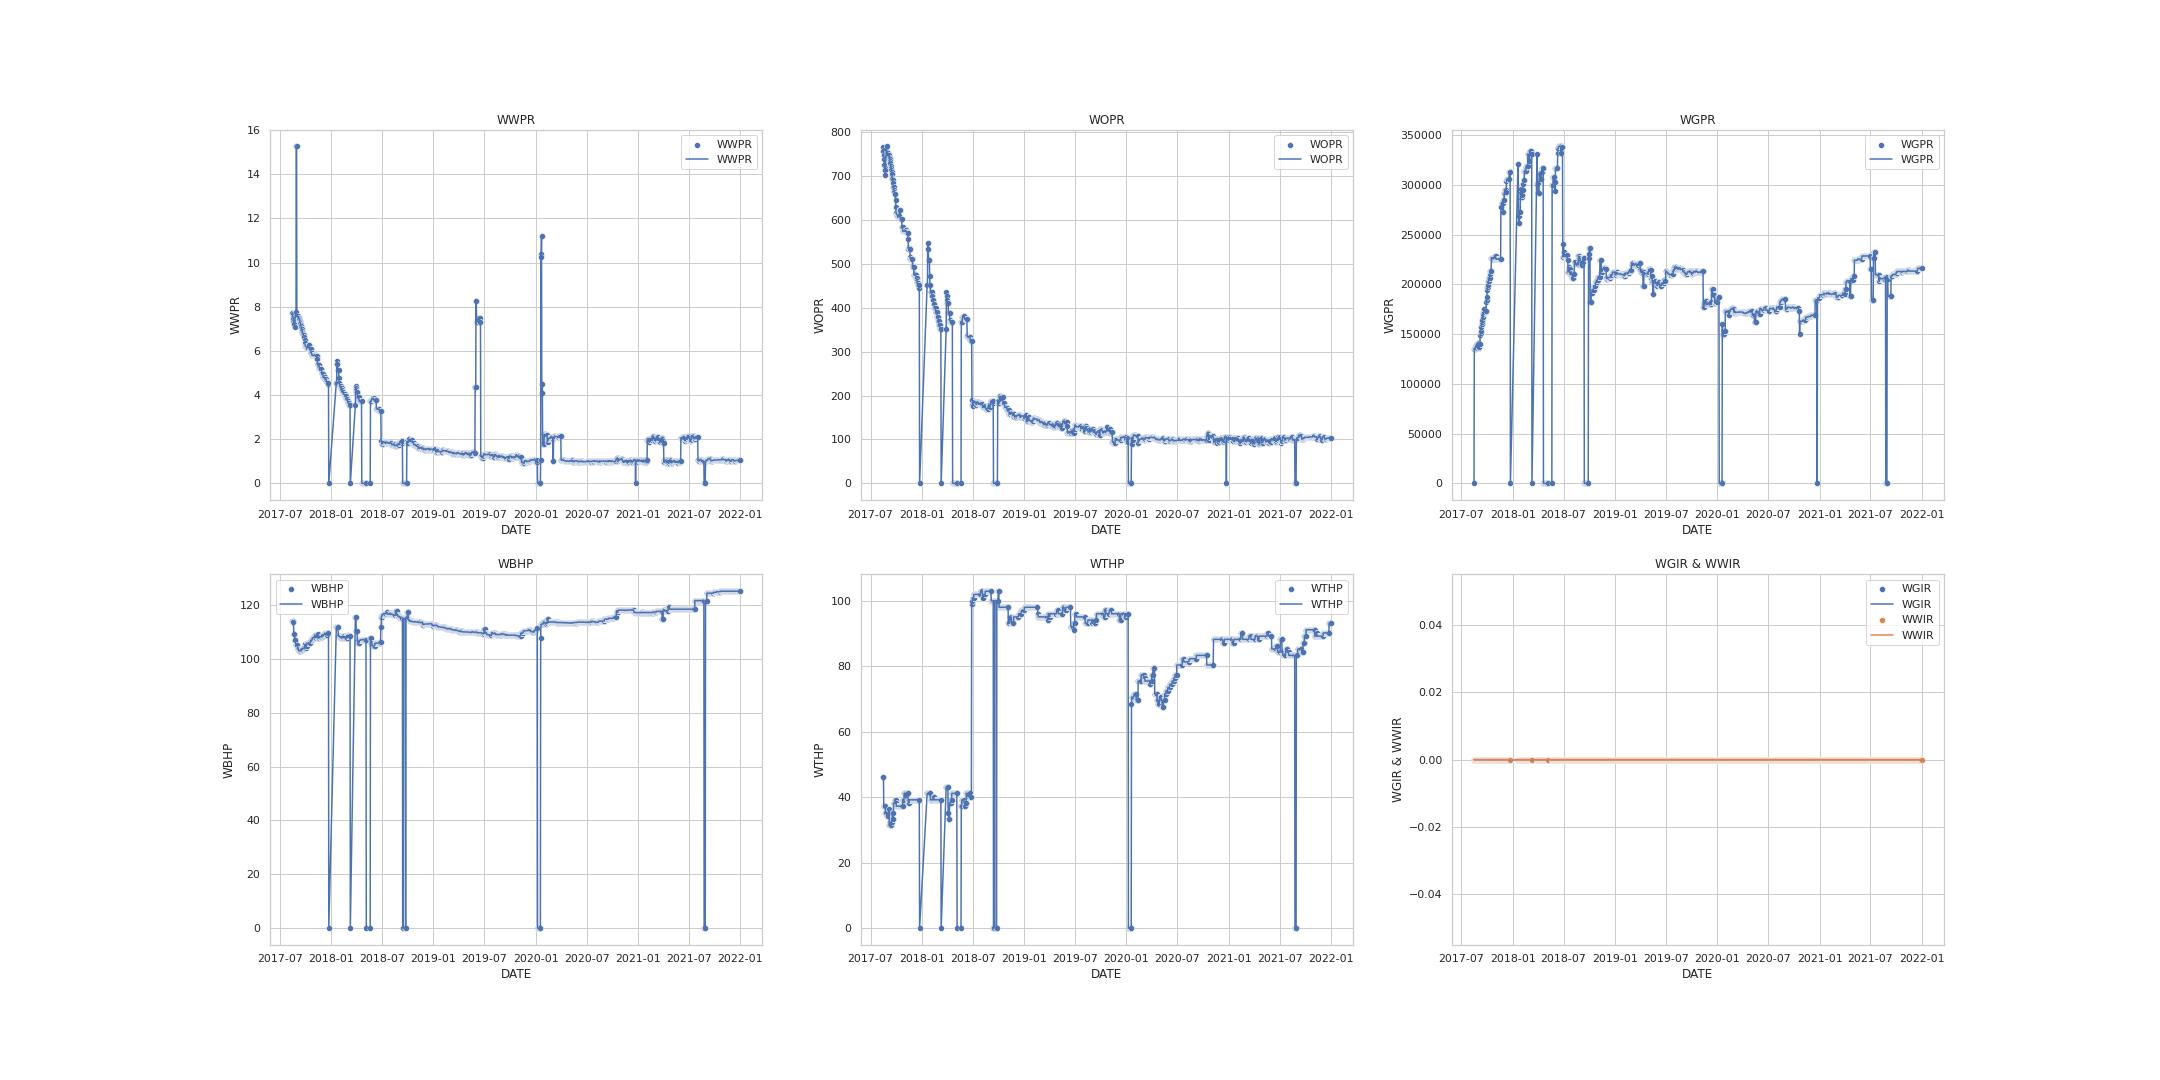 WWPR
WWPR
WWPR
16
14
12
10
8
6
4
2
0
WWPR
2017-07 2018-01 2018-07 2019-01 2019-07 2020-01 2020-07 2021-01 2021-07 2022-01
DATE
WOPR
WOPR
WOPR
800
700
600
500
400
300
200
100
0
WOPR
2017-07 2018-01 2018-07 2019-01 2019-07 2020-01 2020-07 2021-01 2021-07 2022-01
DATE
WGPR
WGPR
WGPR
350000
300000
250000
200000
150000
100000
50000
0
WGPR
2017-07 2018-01 2018-07 2019-01 2019-07 2020-01 2020-07 2021-01 2021-07 2022-01
DATE
WBHP
WBHP
WBHP
120
100
80
60
40
20
0
WBHP
2017-07 2018-01 2018-07 2019-01 2019-07 2020-01 2020-07 2021-01 2021-07 2022-01
DATE
WTHP
WTHP
WTHP
100
80
60
40
20
0
WTHP
2017-07 2018-01 2018-07 2019-01 2019-07 2020-01 2020-07 2021-01 2021-07 2022-01
DATE
WGIR & WWIR
WGIR
WGIR
WWIR
WWIR
0.04
0.02
0.00
−0.02
−0.04
WGIR & WWIR
2017-07 2018-01 2018-07 2019-01 2019-07 2020-01 2020-07 2021-01 2021-07 2022-01
DATE